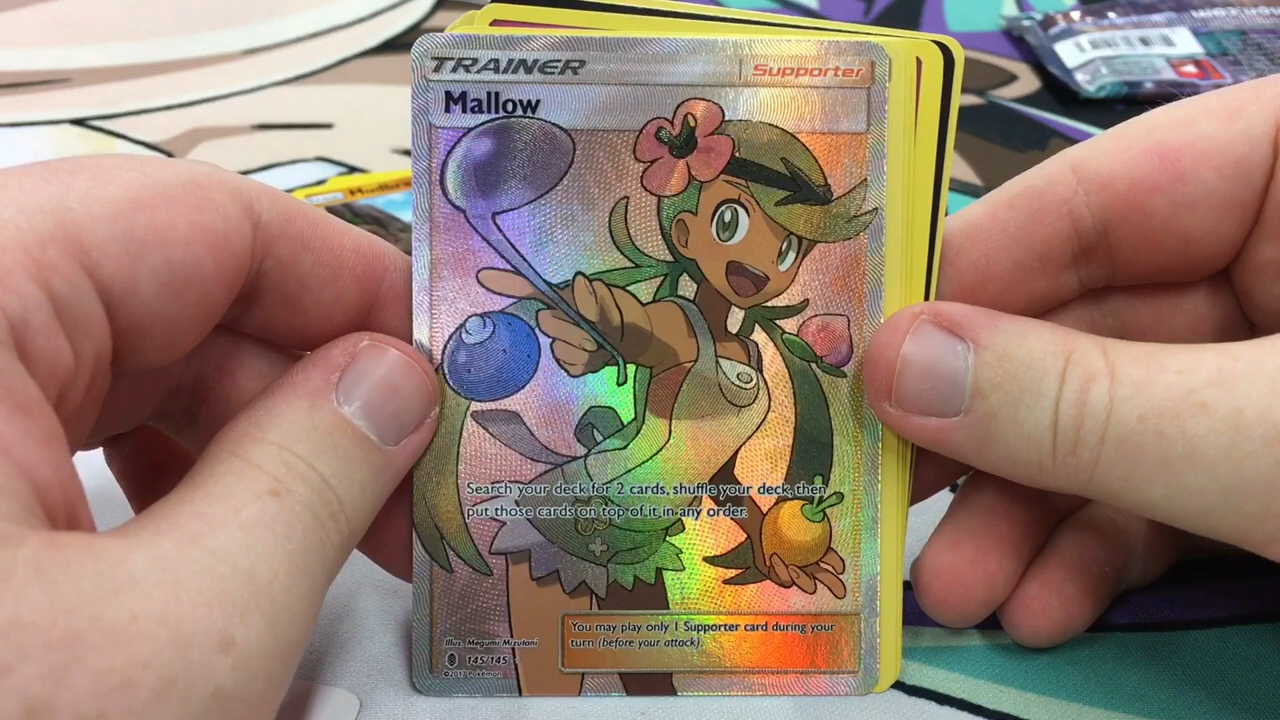 TRAINER
Supporter
Mallow
Search your deck for 2 cards, shuffle your deck, then
put those cards on top of it in any order.
You may play only 1 Supporter card during your
turn (before your attack).
Illus. Megumi Mizutani
145/145
©2017 Pokémon